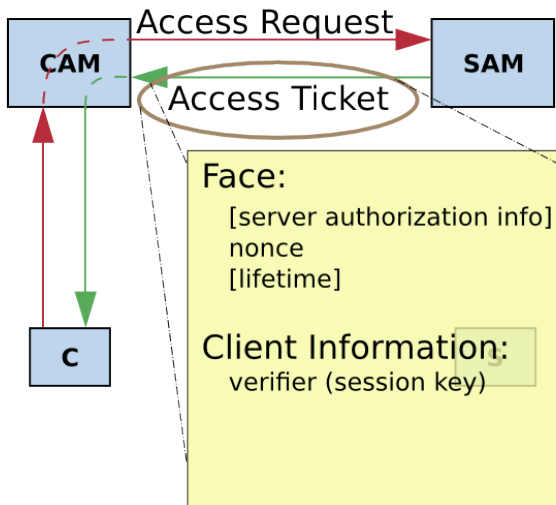 Access Request
CAM
SAM
Access Ticket
Face:
[server authorization info]
nonce
[lifetime]
C
Client Information:
S
verifier (session key)